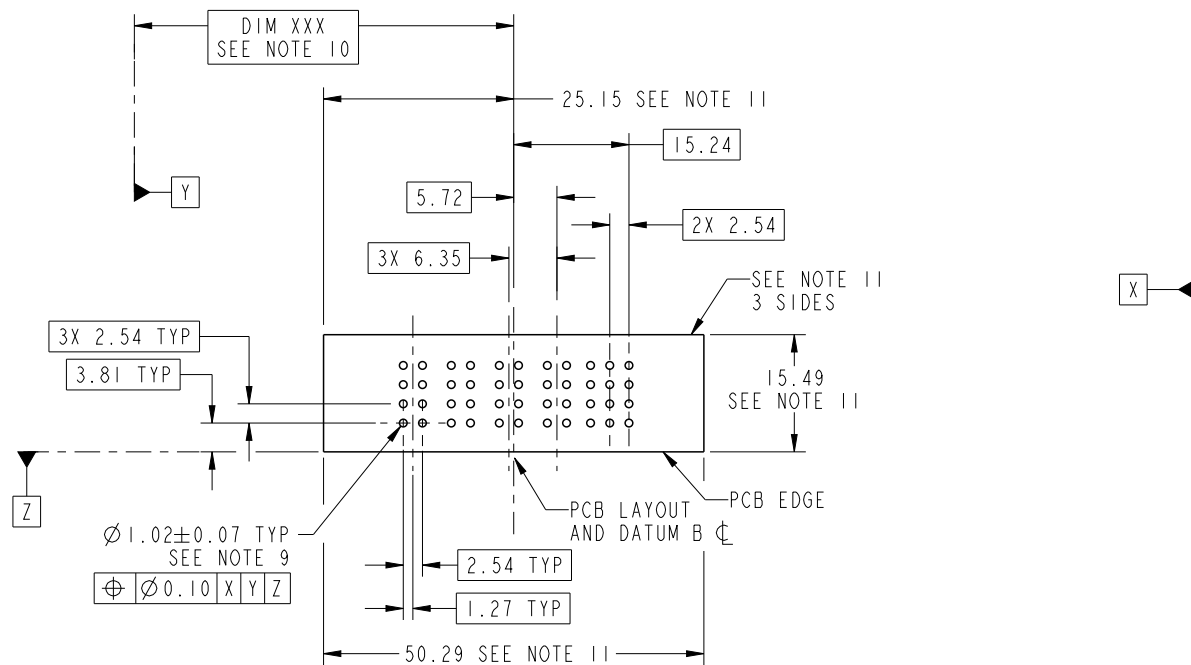 DIM XXX
SEE NOTE 10
25.15 SEE NOTE 11
15.24
Y
5.72
2X 2.54
3X 6.35
SEE NOTE 11
3 SIDES
X
3X 2.54 TYP
3.81 TYP
15.49
SEE NOTE 11
Z
PCB EDGE
PCB LAYOUT
AND DATUM B ℄
Ø1.02±0.07 TYP
SEE NOTE 9
⌖ Ø0.10 X Y Z
2.54 TYP
1.27 TYP
50.29 SEE NOTE 11